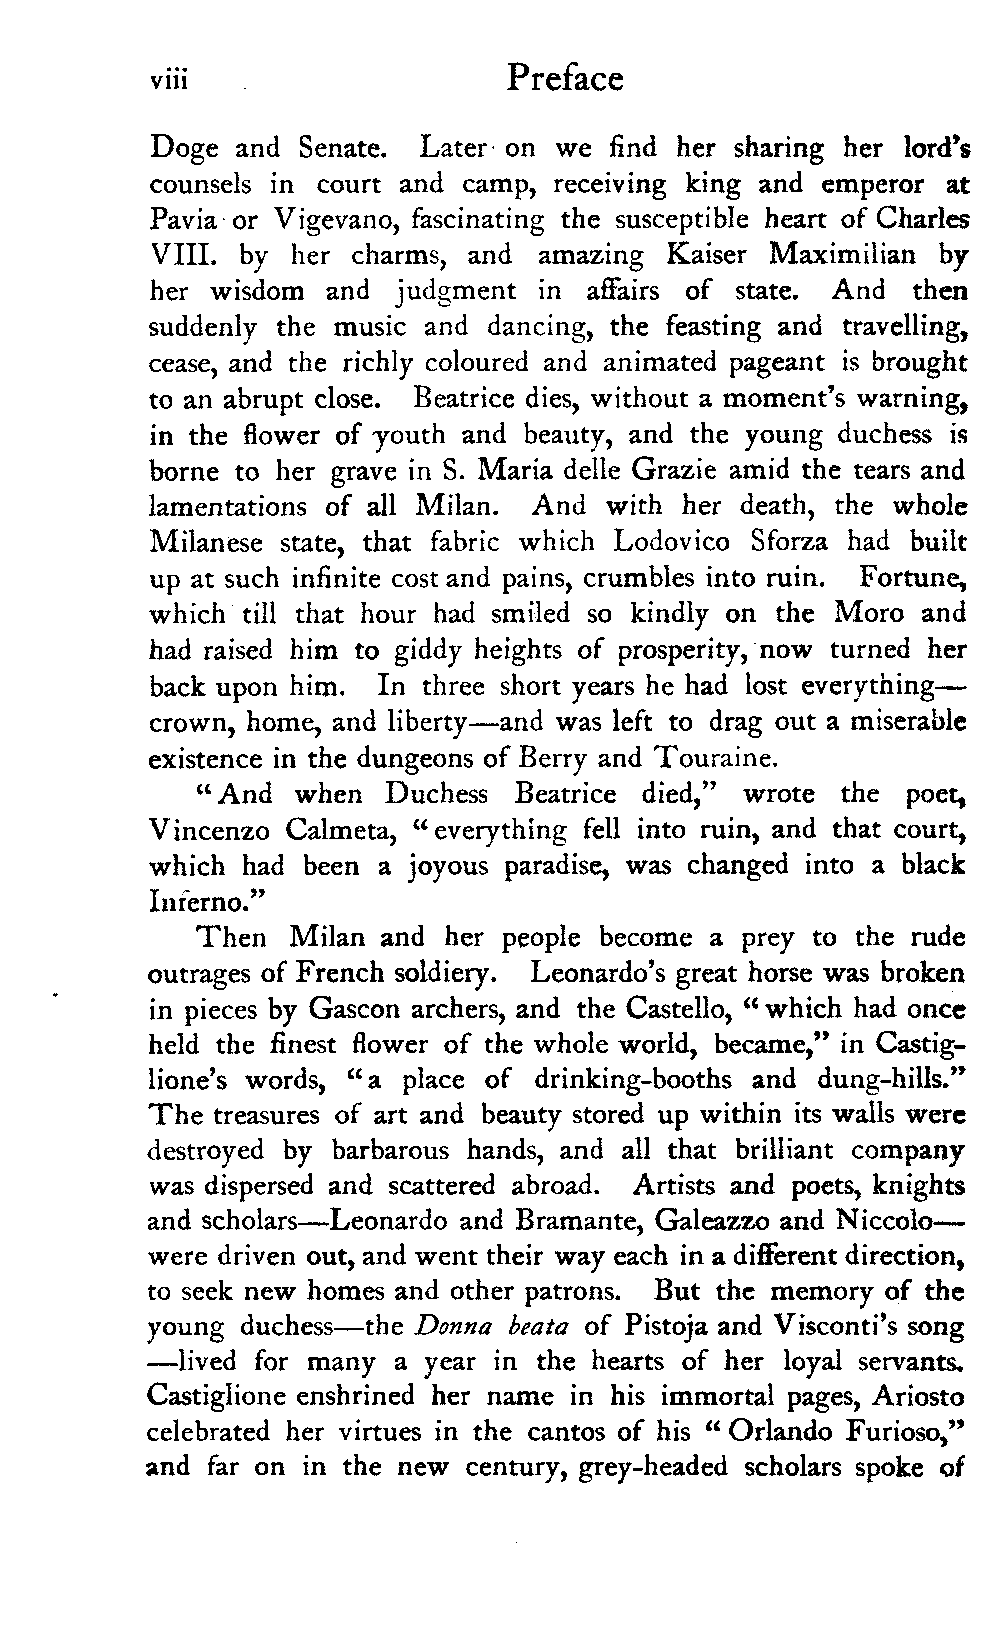 viii Preface
Doge and Senate. Later on we find her sharing her lord's
counsels in court and camp, receiving king and emperor at
Pavia or Vigevano, fascinating the susceptible heart of Charles
VIII. by her charms, and amazing Kaiser Maximilian by
her wisdom and judgment in affairs of state. And then
suddenly the music and dancing, the feasting and travelling,
cease, and the richly coloured and animated pageant is brought
to an abrupt close. Beatrice dies, without a moment's warning,
in the flower of youth and beauty, and the young duchess is
borne to her grave in S. Maria delle Grazie amid the tears and
lamentations of all Milan. And with her death, the whole
Milanese state, that fabric which Lodovico Sforza had built
up at such infinite cost and pains, crumbles into ruin. Fortune,
which till that hour had smiled so kindly on the Moro and
had raised him to giddy heights of prosperity, now turned her
back upon him. In three short years he had lost everything—
crown, home, and liberty—and was left to drag out a miserable
existence in the dungeons of Berry and Touraine.
"And when Duchess Beatrice died," wrote the poet,
Vincenzo Calmeta, "everything fell into ruin, and that court,
which had been a joyous paradise, was changed into a black
Inferno."
Then Milan and her people become a prey to the rude
outrages of French soldiery. Leonardo's great horse was broken
in pieces by Gascon archers, and the Castello, "which had once
held the finest flower of the whole world, became," in Castig-
lione's words, "a place of drinking-booths and dung-hills."
The treasures of art and beauty stored up within its walls were
destroyed by barbarous hands, and all that brilliant company
was dispersed and scattered abroad. Artists and poets, knights
and scholars—Leonardo and Bramante, Galeazzo and Niccolo—
were driven out, and went their way each in a different direction,
to seek new homes and other patrons. But the memory of the
young duchess—the Donna beata of Pistoja and Visconti's song
—lived for many a year in the hearts of her loyal servants.
Castiglione enshrined her name in his immortal pages, Ariosto
celebrated her virtues in the cantos of his "Orlando Furioso,"
and far on in the new century, grey-headed scholars spoke of